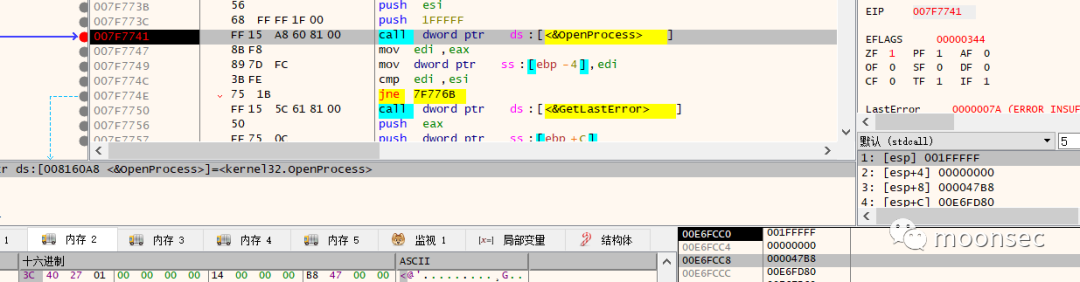 007F773B 56 push esi
007F773C 68 FF FF 1F 00 push 1FFFFF
007F7741 FF 15 A8 60 81 00 call dword ptr ds:[<&OpenProcess>]
007F7747 8B F8 mov edi,eax
007F7749 89 7D FC mov dword ptr ss:[ebp-4],edi
007F774C 3B FE cmp edi,esi
007F774E 75 1B jne 7F776B
007F7750 FF 15 5C 61 81 00 call dword ptr ds:[<&GetLastError>]
007F7756 50 push eax
007F7757 FF 75 0C push dword ptr ss:[ebp+C]
EIP 007F7741
EFLAGS 00000344
ZF 1 PF 1 AF 0
OF 0 SF 0 DF 0
CF 0 TF 1 IF 1
LastError 0000007A (ERROR_INSUF
默认 (stdcall) 5
1: [esp] 001FFFFF
2: [esp+4] 00000000
3: [esp+8] 000047B8
4: [esp+C] 00E6FD80
tr ds:[008160A8 <&OpenProcess>]=<kernel32.OpenProcess>
1 内存 2 内存 3 内存 4 内存 5 监视 1 [x=] 局部变量 结构体
十六进制 ASCII
3C 40 27 01 00 00 00 00 14 00 00 00 B8 47 00 00 <@'.........¸G..
00E6FCC0 001FFFFF
00E6FCC4 00000000
00E6FCC8 000047B8
00E6FCCC 00E6FD80
moonsec